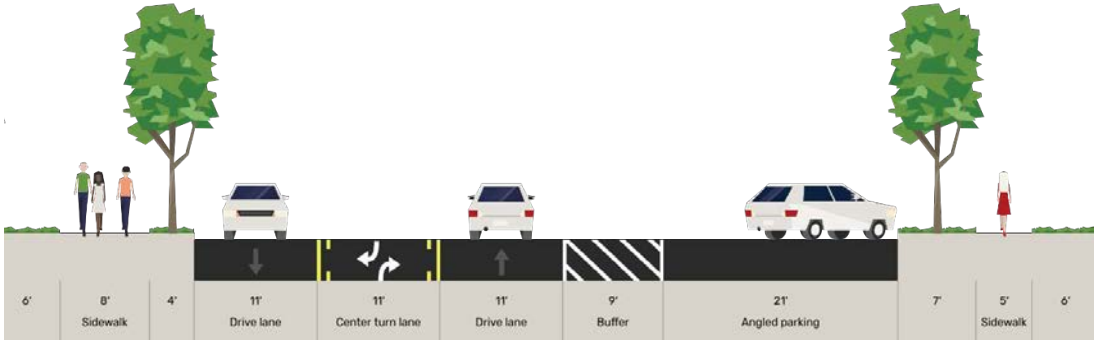 6' 8' 4' 11' 11' 11' 9' 21' 7' 5' 6'
Sidewalk Drive lane Center turn lane Drive lane Buffer Angled parking Sidewalk